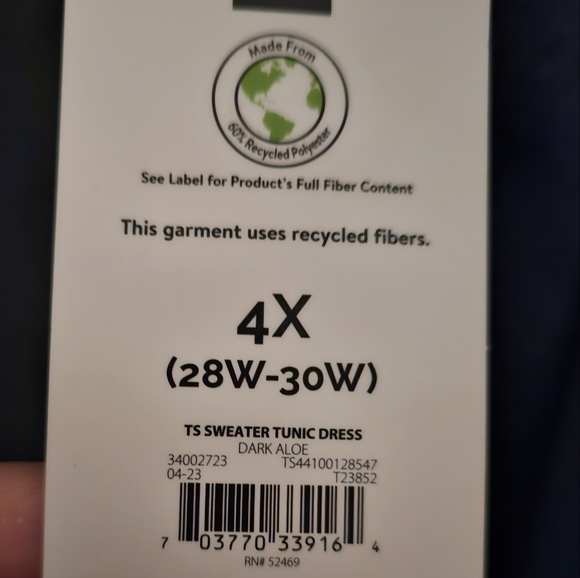 Made From
60% Recycled Polyester
See Label for Product's Full Fiber Content
This garment uses recycled fibers.
4X
(28W-30W)
TS SWEATER TUNIC DRESS
DARK ALOE
34002723 TS44100128547
04-23 T23852
7 03770 33916 4
RN# 52469